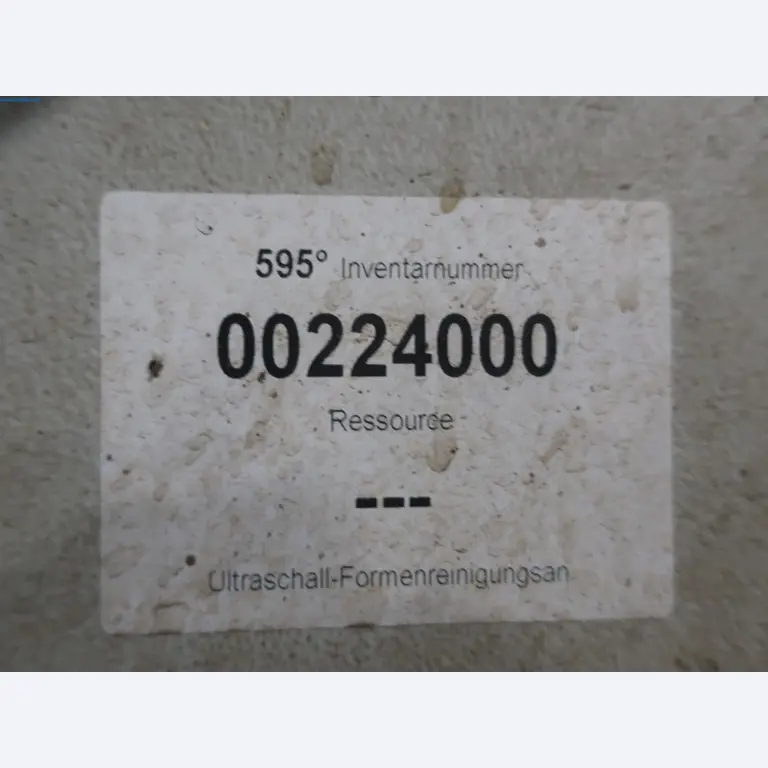 595° Inventarnummer
00224000
Ressource
---
Ultraschall-Formenreinigungsan